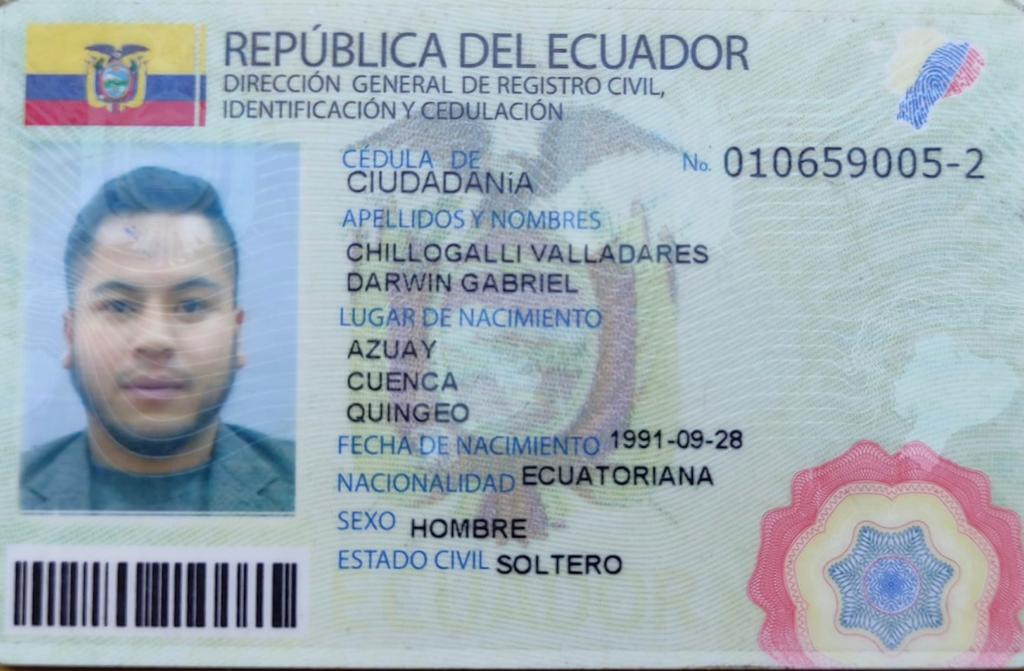 REPÚBLICA DEL ECUADOR
DIRECCIÓN GENERAL DE REGISTRO CIVIL,
IDENTIFICACIÓN Y CEDULACIÓN
CÉDULA DE
CIUDADANiA
No. 010659005-2
APELLIDOS Y NOMBRES
CHILLOGALLI VALLADARES
DARWIN GABRIEL
LUGAR DE NACIMIENTO
AZUAY
CUENCA
QUINGEO
FECHA DE NACIMIENTO 1991-09-28
NACIONALIDAD ECUATORIANA
SEXO HOMBRE
ESTADO CIVIL SOLTERO
ECUADOR